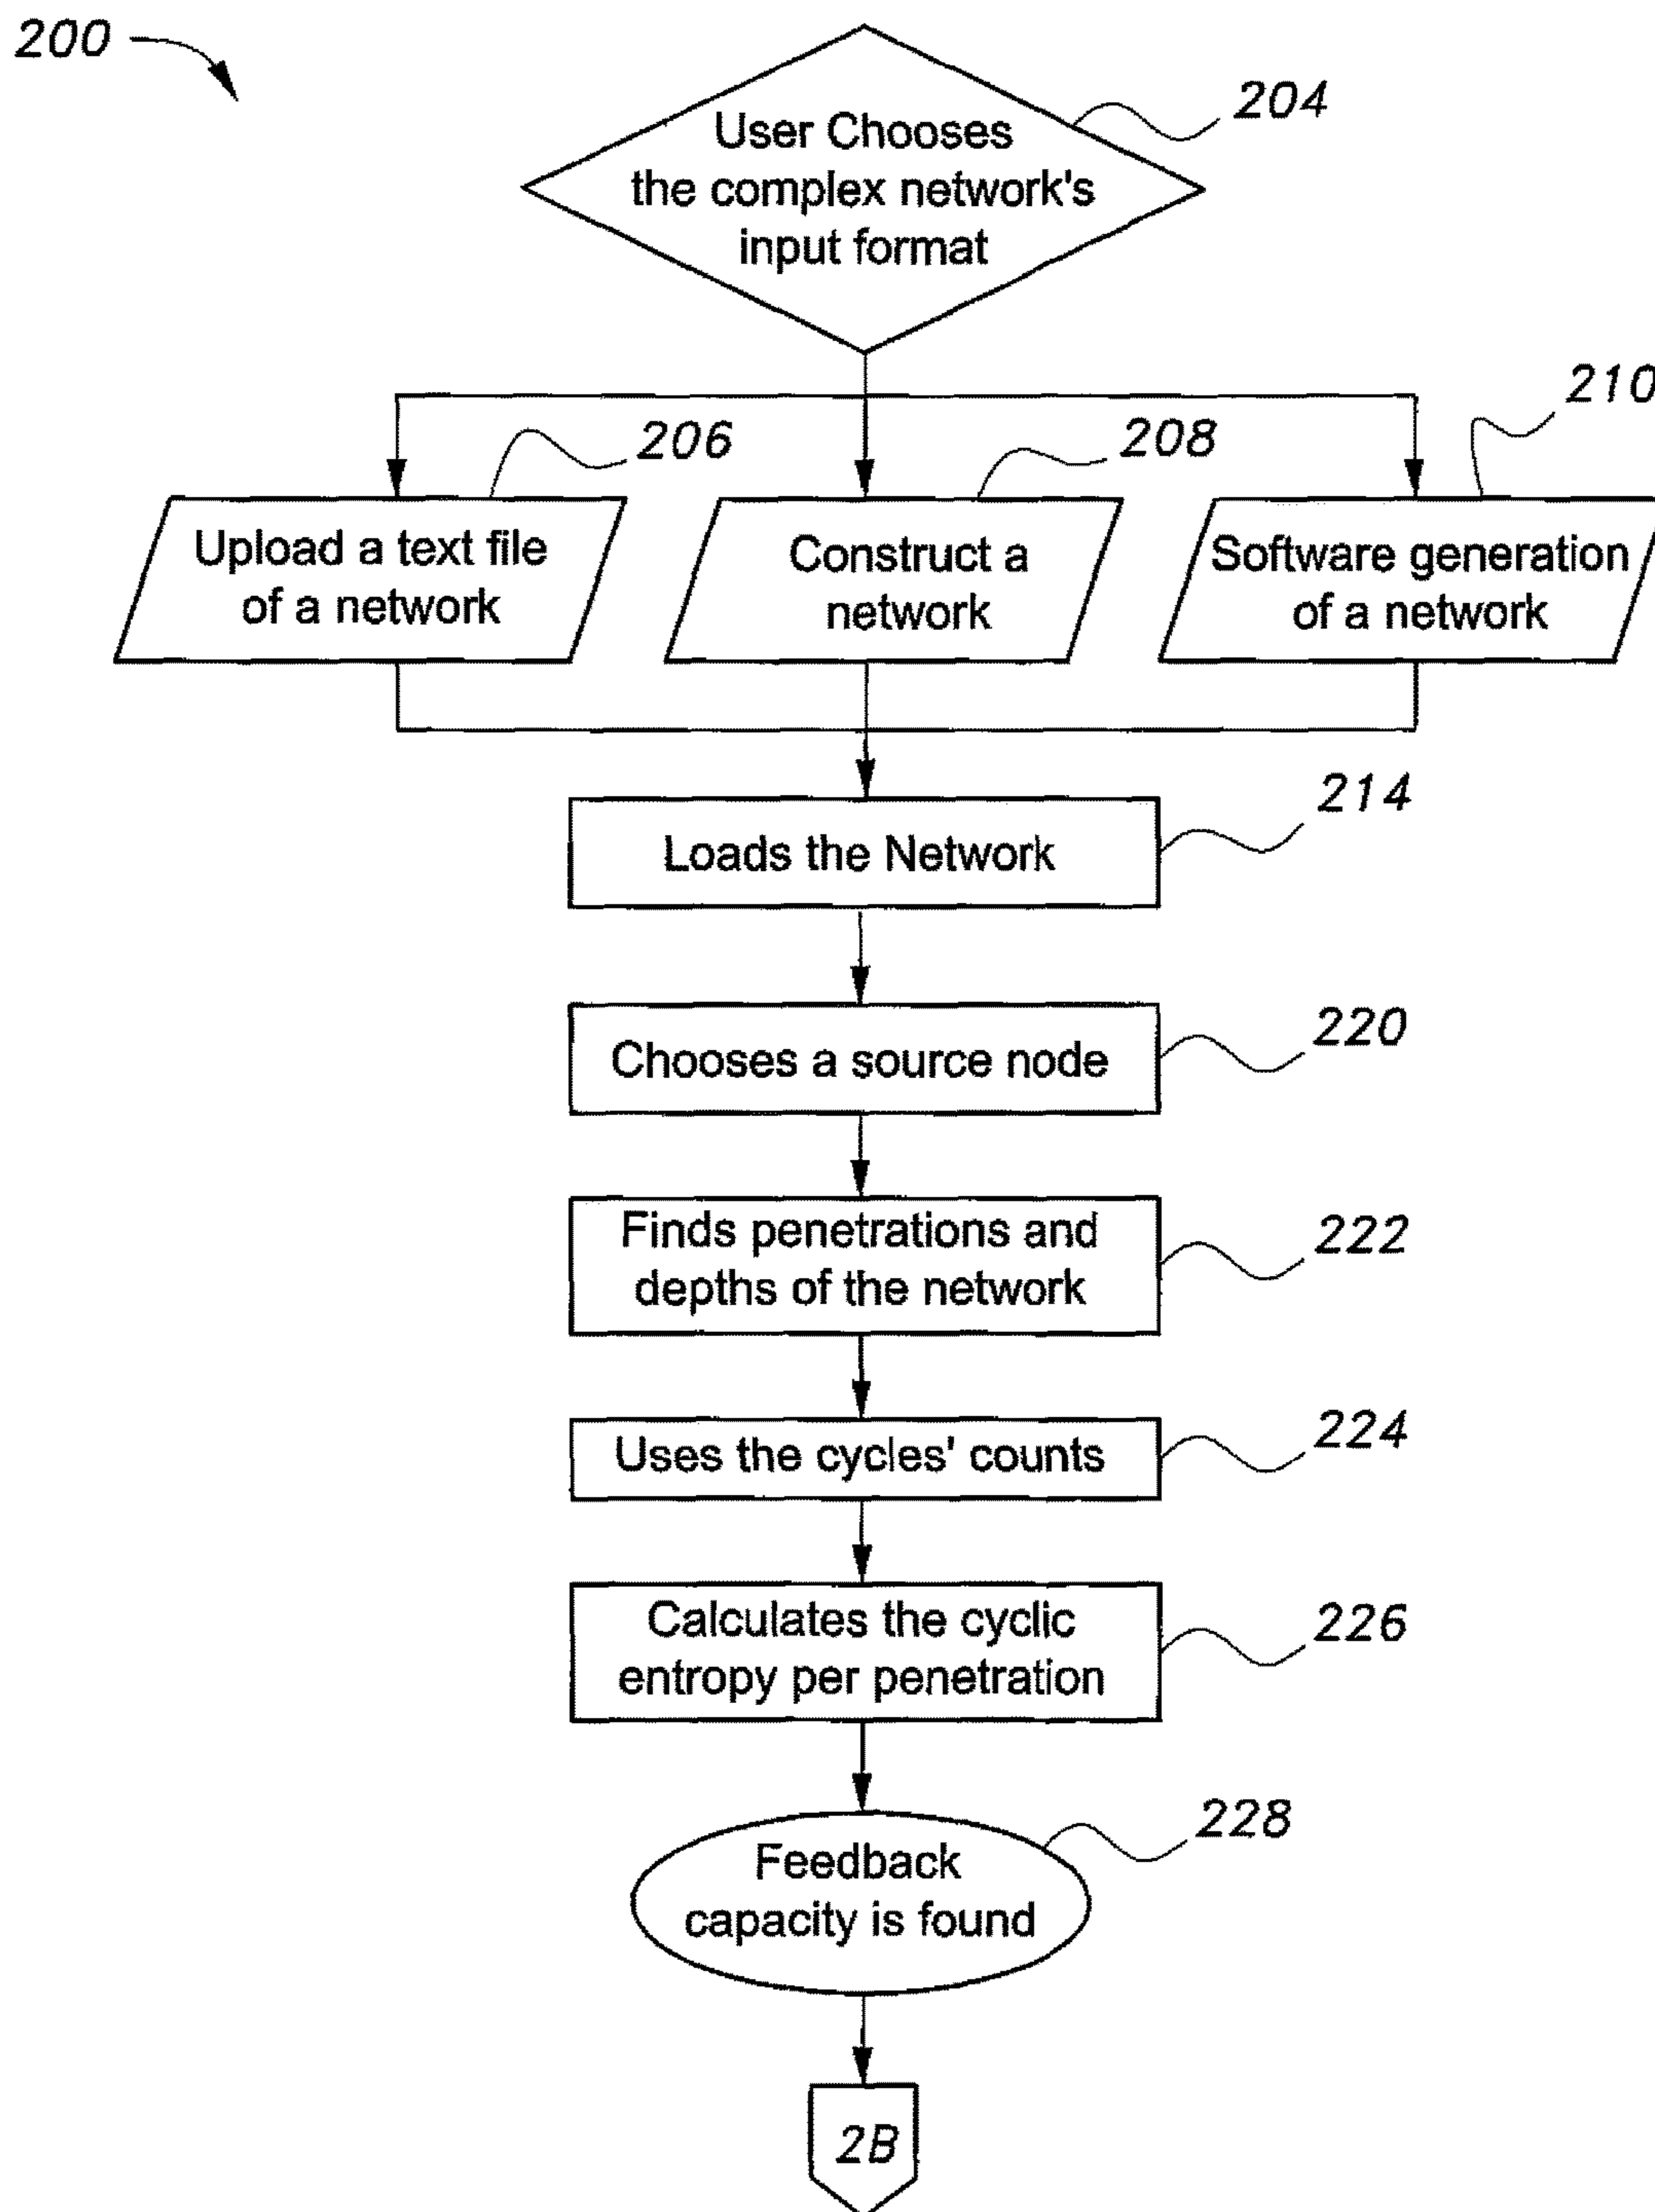 200
User Chooses
the complex network's
input format
204
206
208
210
Upload a text file
of a network
Construct a
network
Software generation
of a network
Loads the Network
214
Chooses a source node
220
Finds penetrations and
depths of the network
222
Uses the cycles' counts
224
Calculates the cyclic
entropy per penetration
226
Feedback
capacity is found
228
2B